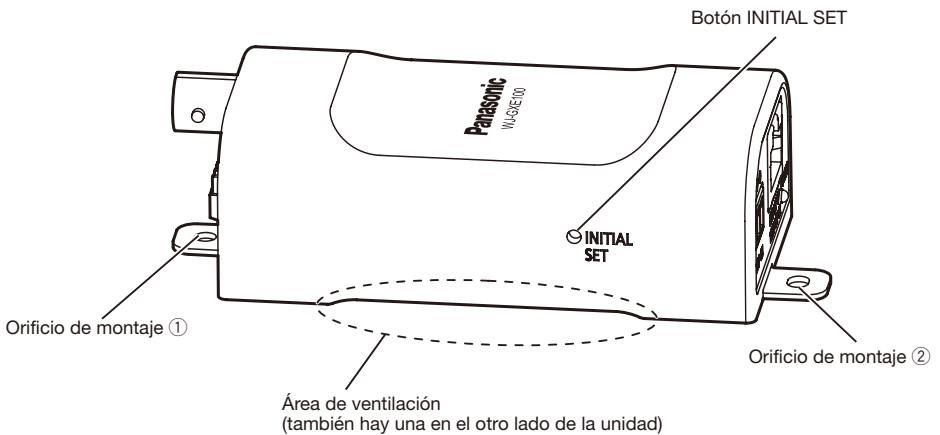 Botón INITIAL SET
Panasonic
WJ-GXE100
INITIAL
SET
Orificio de montaje ①
Orificio de montaje ②
Área de ventilación
(también hay una en el otro lado de la unidad)